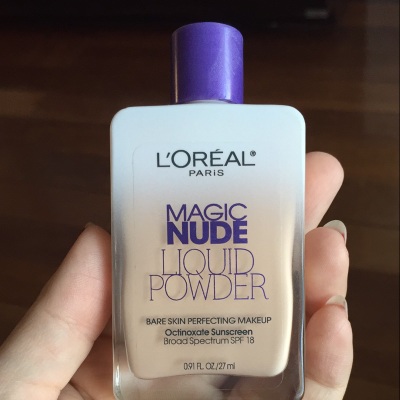 L'ORÉAL®
PARIS
MAGIC
NUDE
LIQUID
POWDER
BARE SKIN PERFECTING MAKEUP
Octinoxate Sunscreen
Broad Spectrum SPF 18
0.91 FL. OZ./27 ml